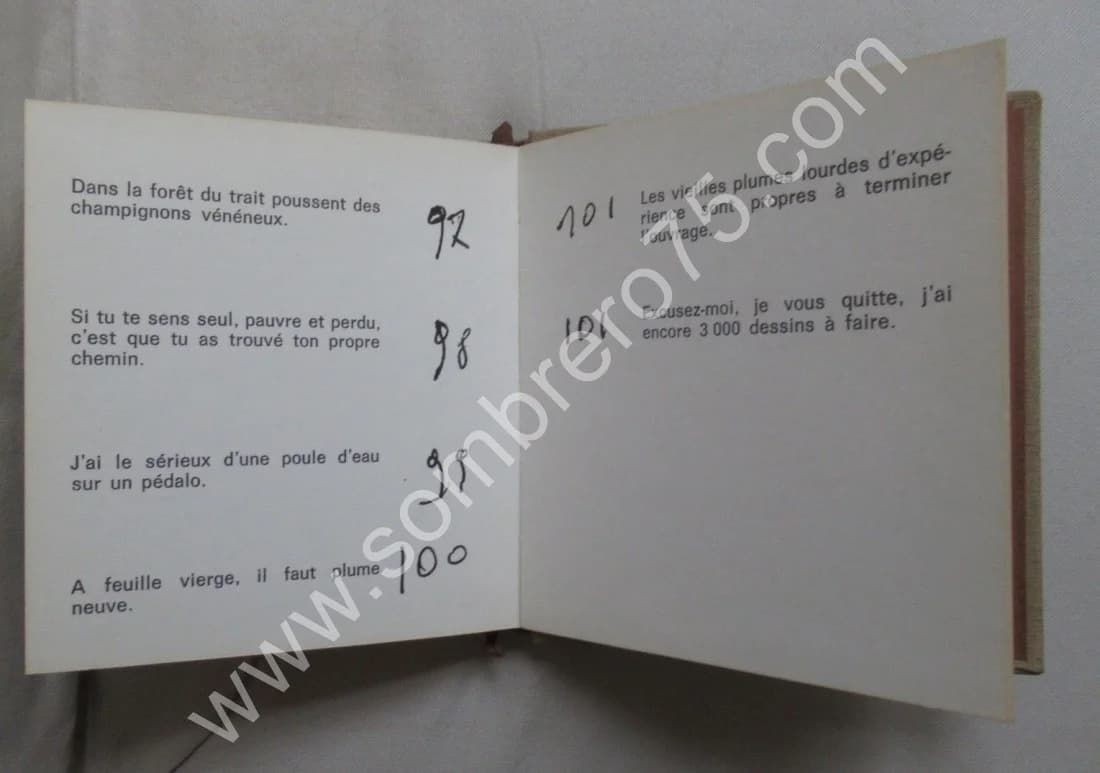 Dans la forêt du trait poussent des
champignons vénéneux.
97
Si tu te sens seul, pauvre et perdu,
c'est que tu as trouvé ton propre
chemin.
98
J'ai le sérieux d'une poule d'eau
sur un pédalo.
99
A feuille vierge, il faut plume
neuve.
100
101
Les vieilles plumes lourdes d'expé-
rience sont propres à terminer
l'ouvrage.
101
Excusez-moi, je vous quitte, j'ai
encore 3 000 dessins à faire.
www.sombrero75.com